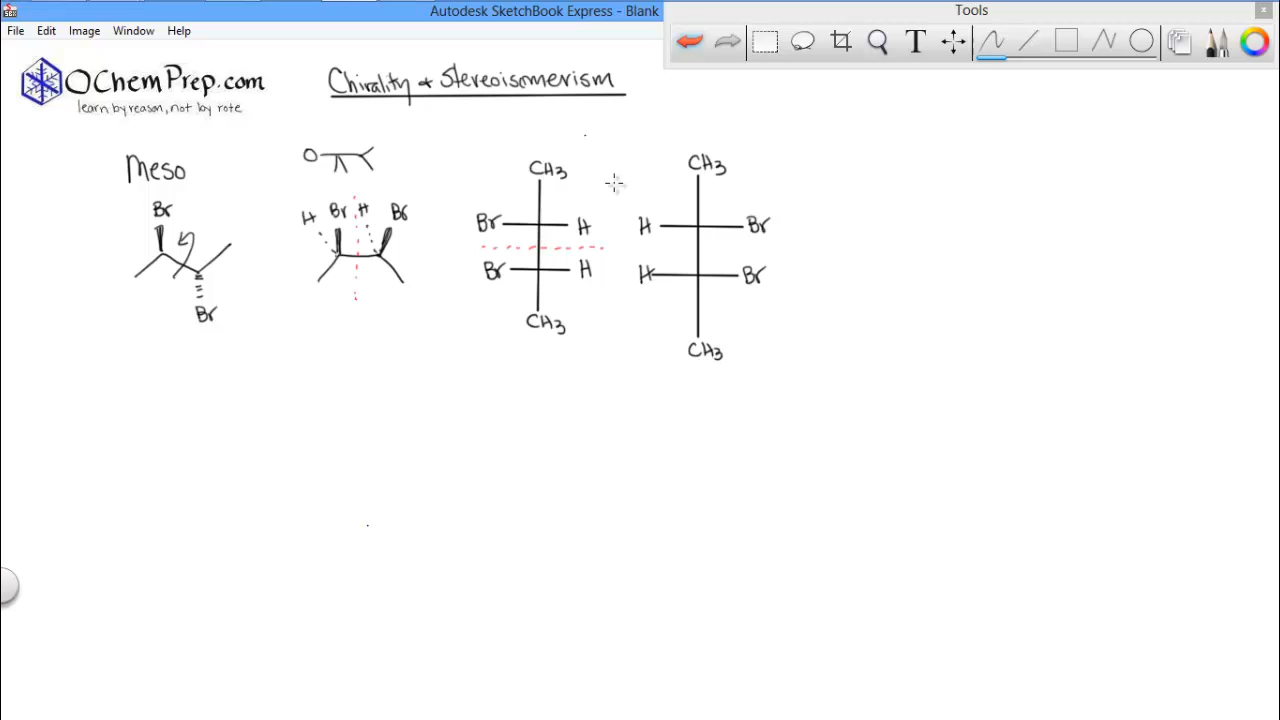 Autodesk SketchBook Express - Blank
Tools
File Edit Image Window Help
SBX
T
OChemPrep.com
learn by reason, not by rote
Chirality + Stereoisomerism
Meso
Br
Br
H Br H Br
CH3
Br H
Br H
CH3
CH3
H Br
H Br
CH3